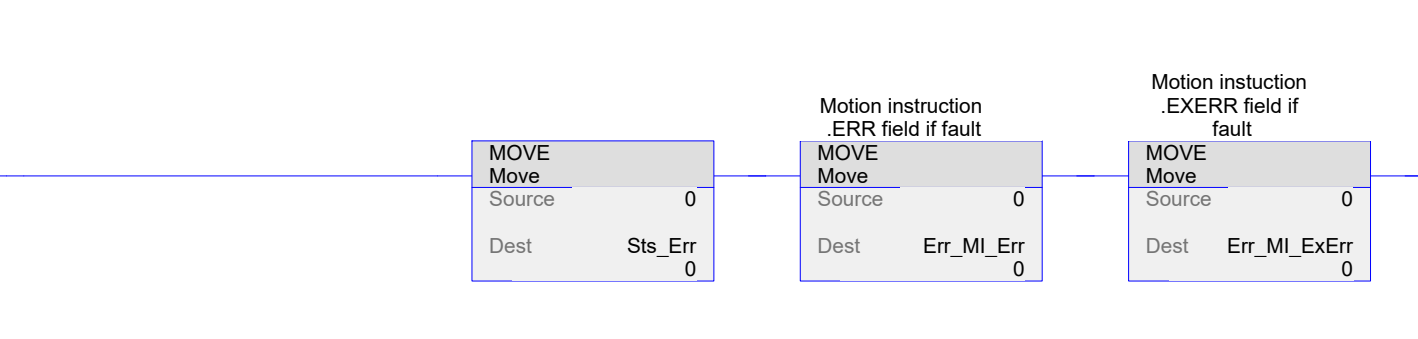 Motion instruction
.ERR field if fault
Motion instuction
.EXERR field if
fault
MOVE
Move
Source 0
Dest Sts_Err
0
MOVE
Move
Source 0
Dest Err_MI_Err
0
MOVE
Move
Source 0
Dest Err_MI_ExErr
0